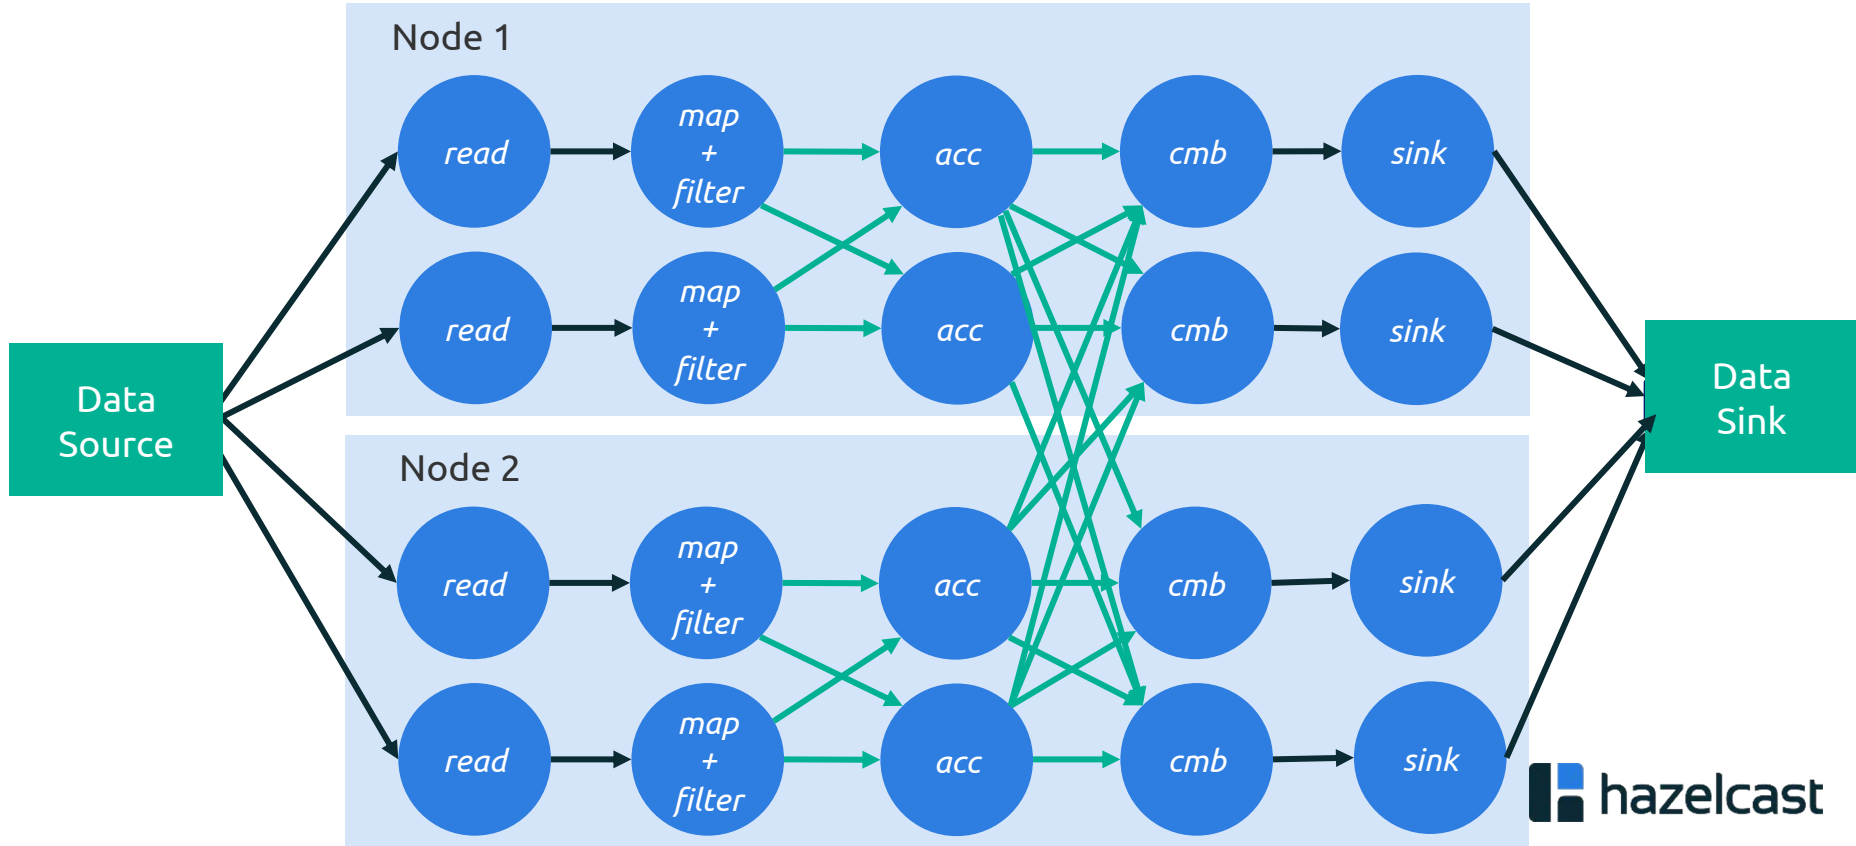 Node 1
read
map
+
filter
acc
cmb
sink
read
map
+
filter
acc
cmb
sink
Data
Source
Data
Sink
Node 2
read
map
+
filter
acc
cmb
sink
read
map
+
filter
acc
cmb
sink
hazelcast